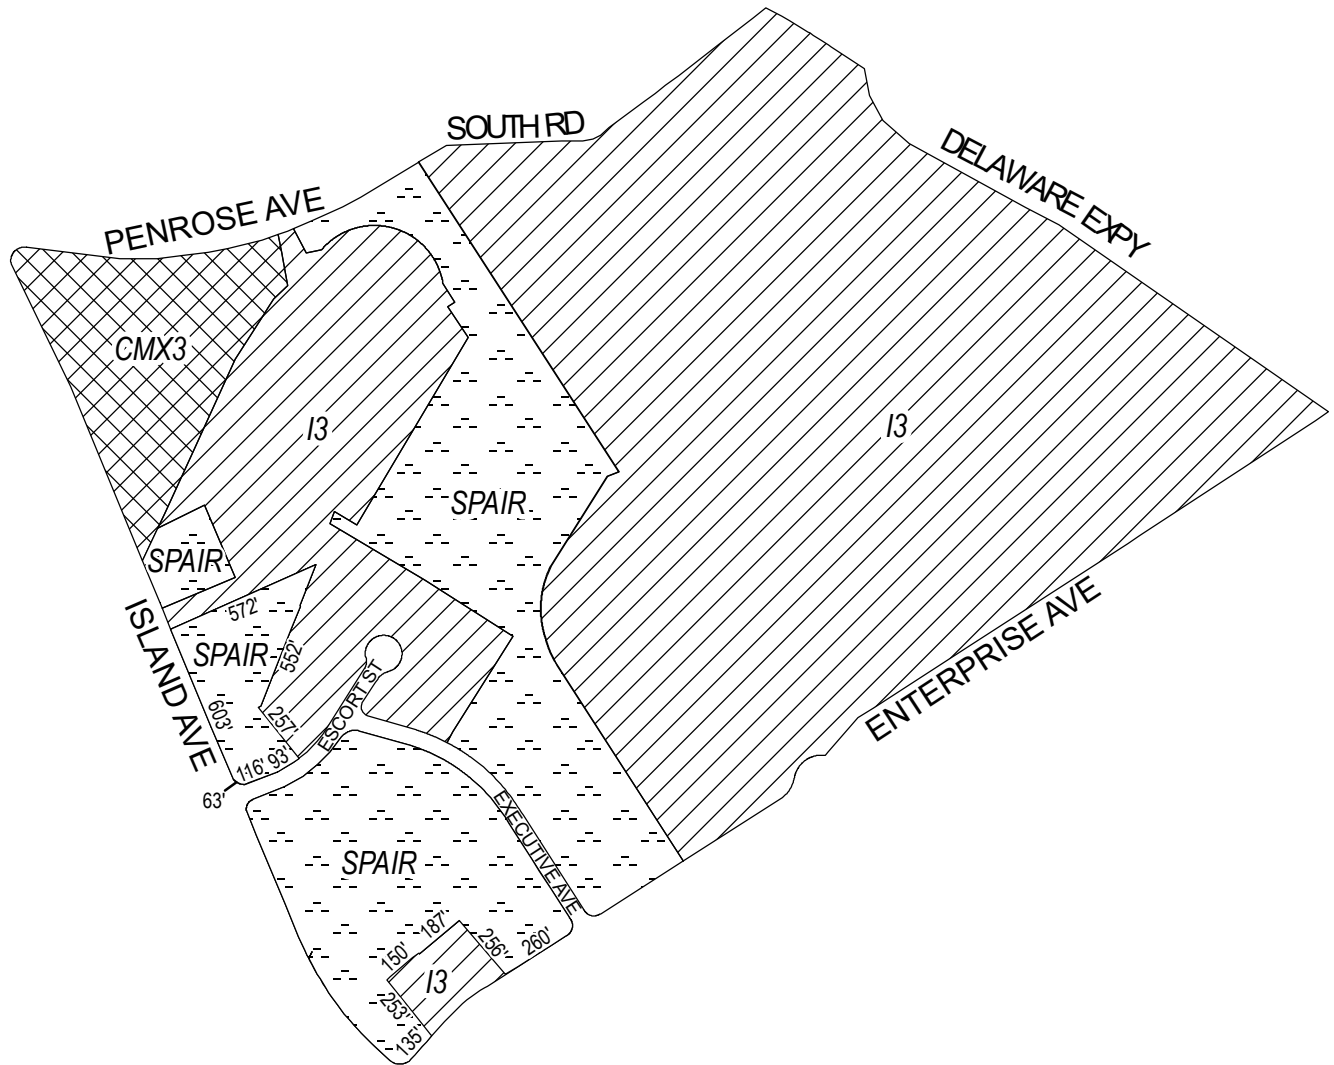 SOUTH RD
DELAWARE EXPY
PENROSE AVE
CMX3
I3
I3
SPAIR
SPAIR
572'
ISLAND AVE
SPAIR
552'
603'
257'
ESCORT ST
ENTERPRISE AVE
116'
93'
63'
EXECUTIVE AVE
SPAIR
187'
150'
256'
260'
I3
253'
135'